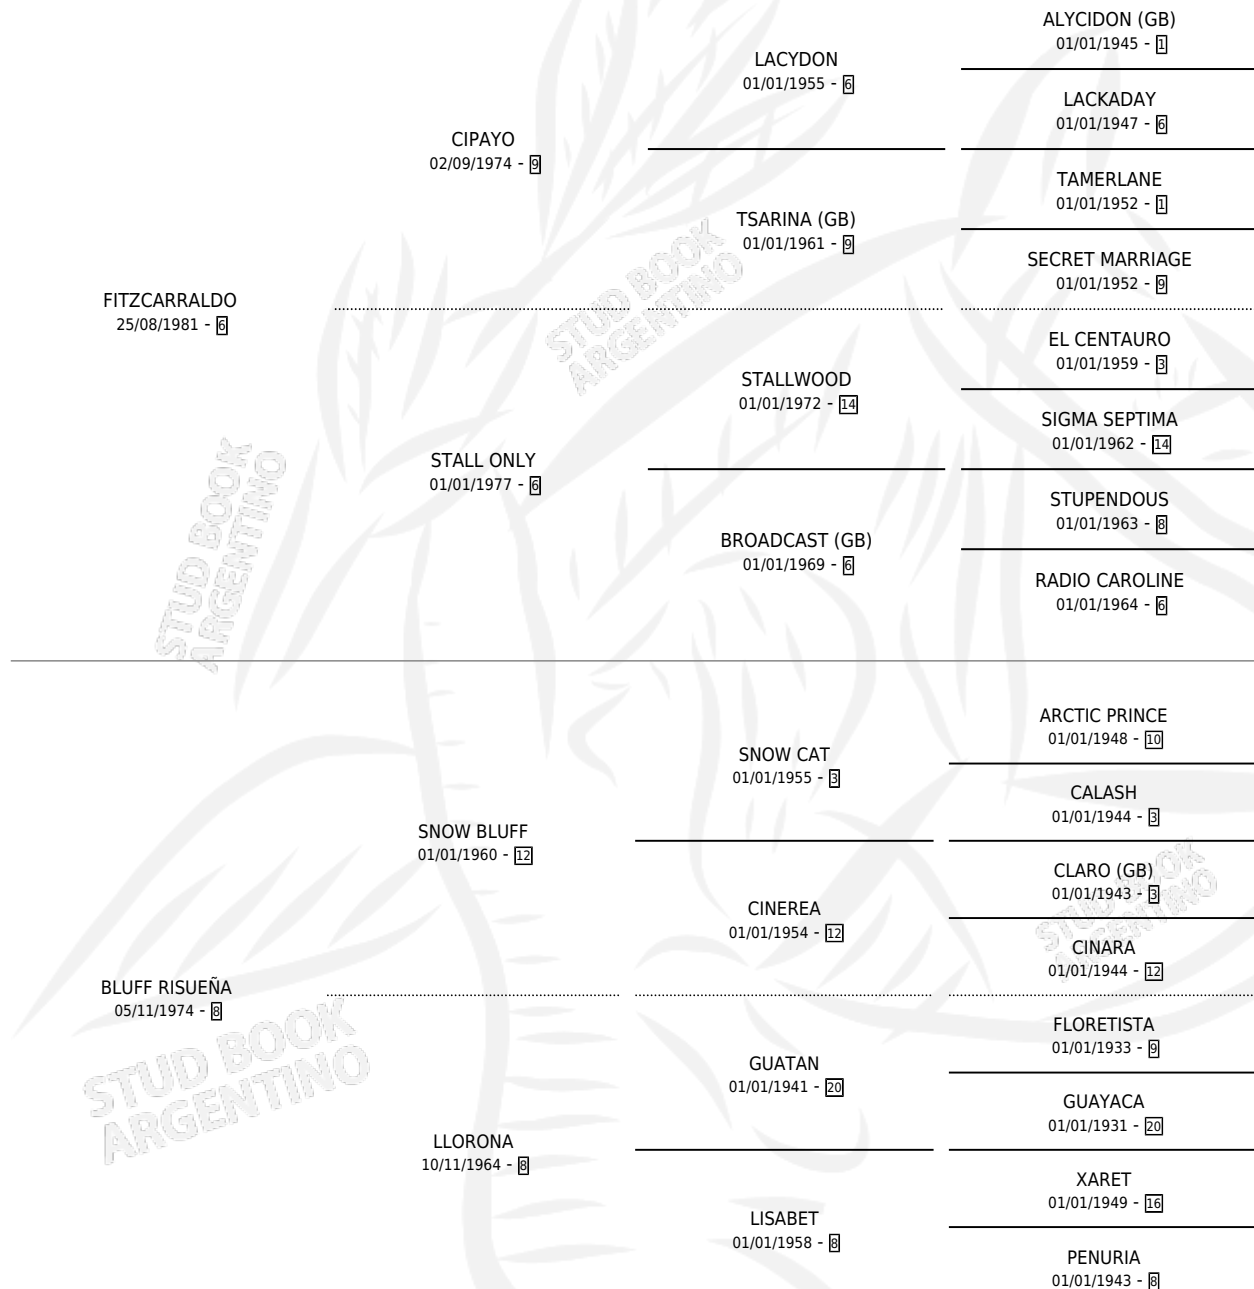 FITZCARRALDO
25/08/1981 - 6
CIPAYO
02/09/1974 - 9
STALL ONLY
01/01/1977 - 6
LACYDON
01/01/1955 - 6
TSARINA (GB)
01/01/1961 - 9
STALLWOOD
01/01/1972 - 14
BROADCAST (GB)
01/01/1969 - 6
ALYCIDON (GB)
01/01/1945 - 1
LACKADAY
01/01/1947 - 6
TAMERLANE
01/01/1952 - 1
SECRET MARRIAGE
01/01/1952 - 9
EL CENTAURO
01/01/1959 - 3
SIGMA SEPTIMA
01/01/1962 - 14
STUPENDOUS
01/01/1963 - 8
RADIO CAROLINE
01/01/1964 - 6
BLUFF RISUEÑA
05/11/1974 - 8
SNOW BLUFF
01/01/1960 - 12
LLORONA
10/11/1964 - 8
SNOW CAT
01/01/1955 - 3
CINEREA
01/01/1954 - 12
GUATAN
01/01/1941 - 20
LISABET
01/01/1958 - 8
ARCTIC PRINCE
01/01/1948 - 10
CALASH
01/01/1944 - 3
CLARO (GB)
01/01/1943 - 3
CINARA
01/01/1944 - 12
FLORETISTA
01/01/1933 - 9
GUAYACA
01/01/1931 - 20
XARET
01/01/1949 - 16
PENURIA
01/01/1943 - 8
STUD BOOK
ARGENTINO
STUD BOOK
ARGENTINO
STUD BOOK
ARGENTINO
STUD BOOK
ARGENTINO